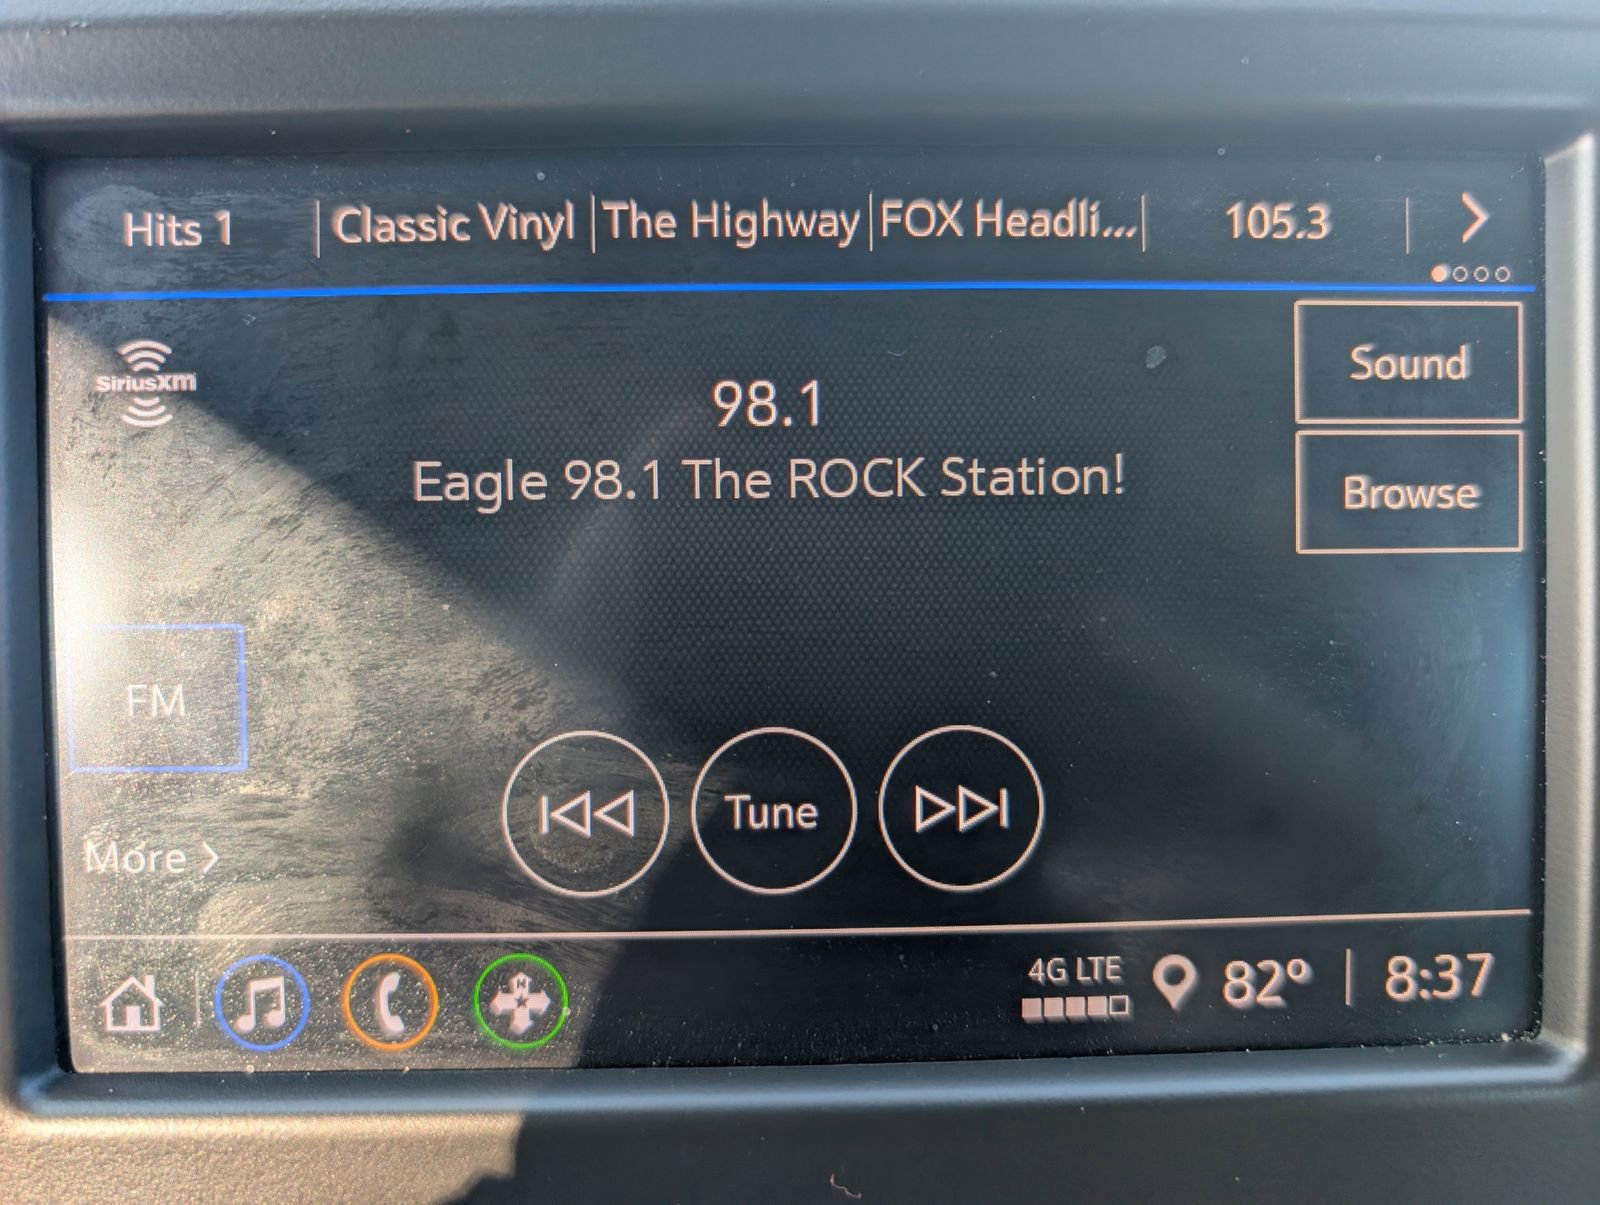 Hits 1 Classic Vinyl The Highway FOX Headli... 105.3
SiriusXM
98.1
Eagle 98.1 The ROCK Station!
Sound
Browse
FM
Tune
More
4G LTE 82° 8:37